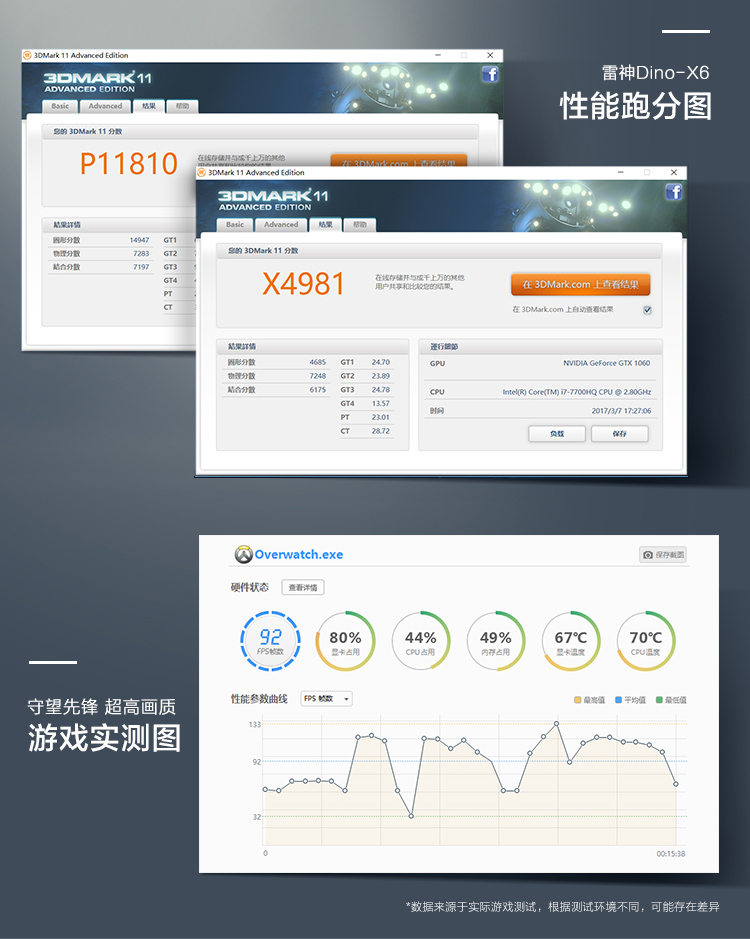 雷神Dino-X6
性能跑分图
3DMark 11 Advanced Edition
3DMARK 11
ADVANCED EDITION
Basic Advanced 结果 帮助
您的 3DMark 11 分数
P11810
在线存储并与成千上万的其他
在 3DMark.com 上查看结果
結果詳情
圖形分數 14947 GT1
物理分數 7283 GT2
結合分數 7197 GT3
GT4
PT
CT
3DMark 11 Advanced Edition
3DMARK 11
ADVANCED EDITION
Basic Advanced 结果 帮助
您的 3DMark 11 分数
X4981
在线存储并与成千上万的其他
用户共享和比较您的结果。
在 3DMark.com 上查看结果
在 3DMark.com 上自动查看结果
結果詳情
圖形分數 4685 GT1 24.70
物理分數 7248 GT2 23.89
結合分數 6175 GT3 24.78
GT4 13.57
PT 23.01
CT 28.72
運行細節
GPU NVIDIA GeForce GTX 1060
CPU Intel(R) Core(TM) i7-7700HQ CPU @ 2.80GHz
时间 2017/3/7 17:27:06
负载 保存
Overwatch.exe
保存截图
硬件状态 查看详情
92 80% 44% 49% 67℃ 70℃
FPS帧数 显卡占用 CPU占用 内存占用 显卡温度 CPU温度
性能参数曲线 FPS 帧数
最高值 平均值 最低值
133
92
32
0 00:15:38
守望先锋 超高画质
游戏实测图
*数据来源于实际游戏测试，根据测试环境不同，可能存在差异